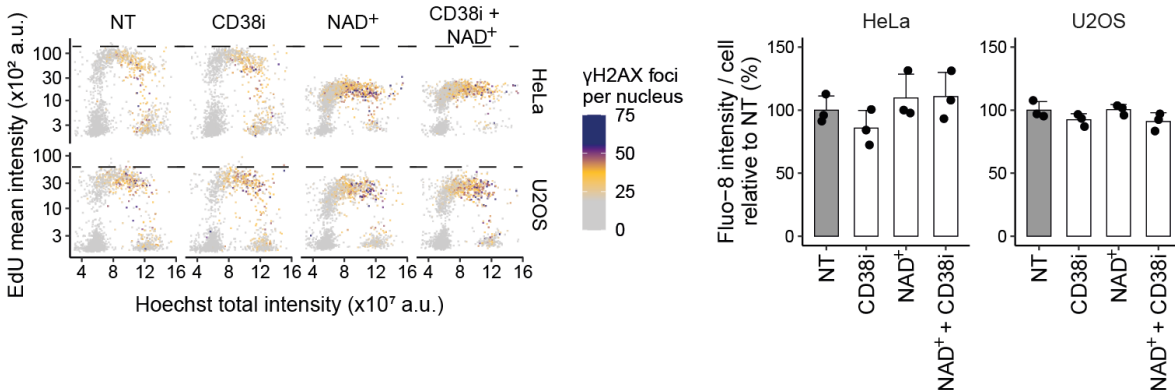 NT
CD38i
NAD⁺
CD38i +
NAD⁺
EdU mean intensity (x10² a.u.)
100
30
10
3
HeLa
100
30
10
3
U2OS
4 8 12 16
4 8 12 16
4 8 12 16
4 8 12 16
Hoechst total intensity (x10⁷ a.u.)
γH2AX foci
per nucleus
75
50
25
0
HeLa
U2OS
Fluo−8 intensity / cell
relative to NT (%)
150
100
50
0
NT
CD38i
NAD⁺
NAD⁺ + CD38i
150
100
50
0
NT
CD38i
NAD⁺
NAD⁺ + CD38i